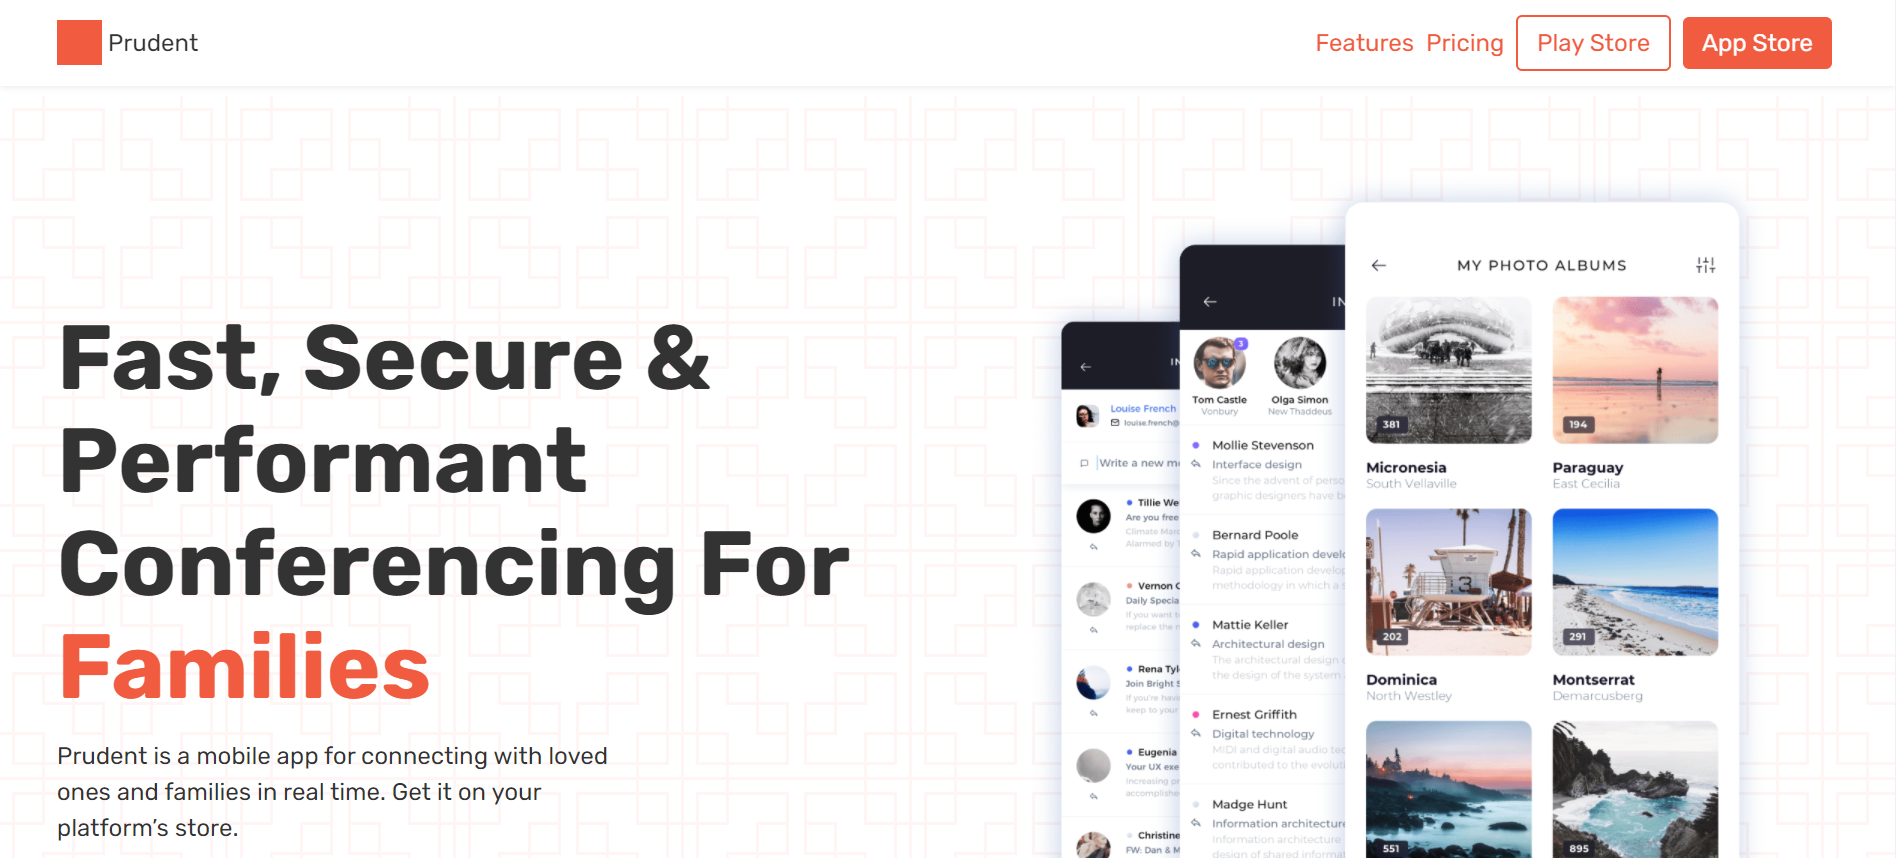 Prudent
Features Pricing Play Store App Store
Fast, Secure &
Performant
Conferencing For
Families
Prudent is a mobile app for connecting with loved
ones and families in real time. Get it on your
platform's store.
IN
Louise French
louise.french@
Write a new m
Tillie We
Are you free
Climate Marc
Alarmed by T
Vernon C
Daily Specia
If you want t
replace the n
Rena Tyl
Join Bright S
If you're havi
keep to your
Eugenia
Your UX exe
Increasing pr
accomplishe
Christine
FW: Dan & M
IN
3
Tom Castle
Vonbury
Olga Simon
New Thaddeus
Mollie Stevenson
Interface design
Since the advent of perso
graphic designers have be
Bernard Poole
Rapid application develo
Rapid application develop
methodology in which a s
Mattie Keller
Architectural design
The architectural design o
the design of the system
Ernest Griffith
Digital technology
MIDI and digital audio tec
contributed to the evoluti
Madge Hunt
Information architecture
Information architecture
design of shared informat
MY PHOTO ALBUMS
381
Micronesia
South Vellaville
194
Paraguay
East Cecilia
3
202
Dominica
North Westley
291
Montserrat
Demarcusberg
551
895